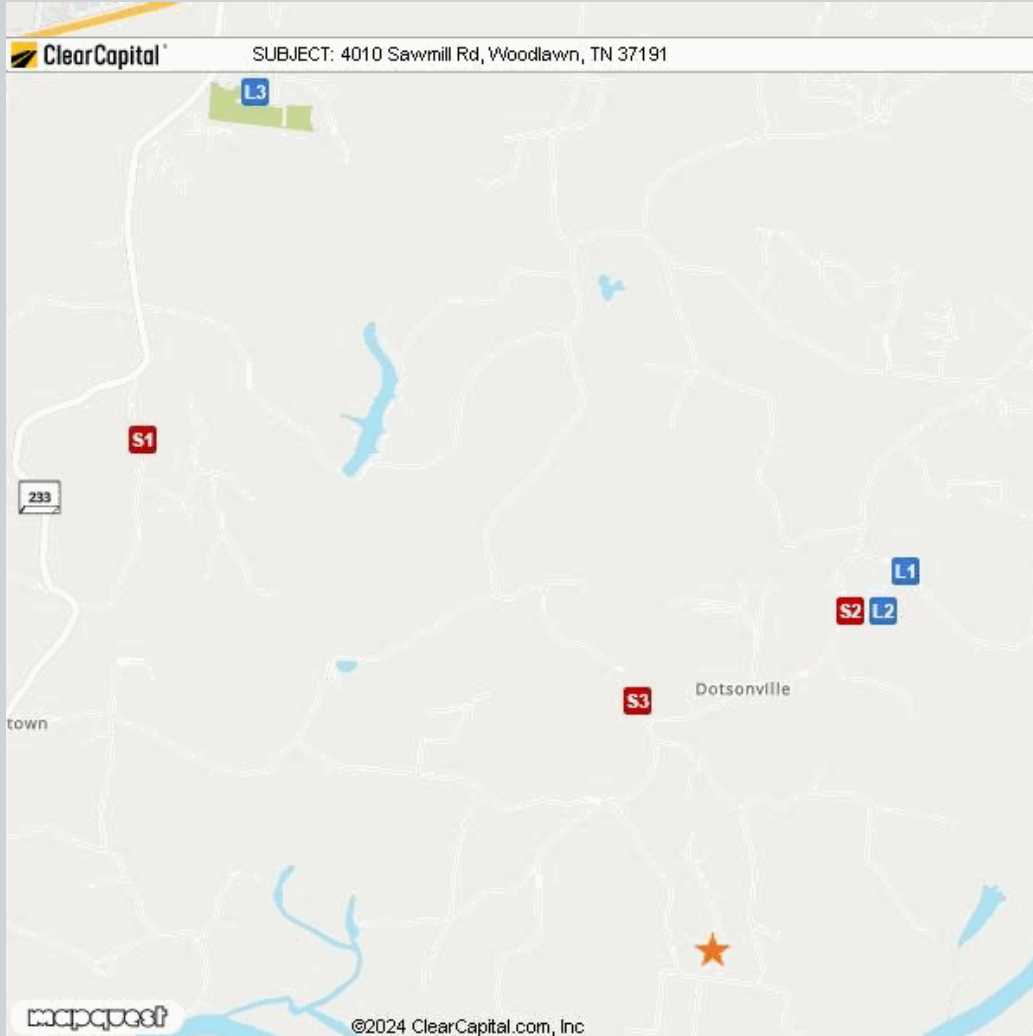 ClearCapital
SUBJECT: 4010 Sawmill Rd, Woodlawn, TN 37191
L3
S1
233
L1
S2 L2
Dotsonville
S3
town
mapquest
©2024 ClearCapital.com, Inc